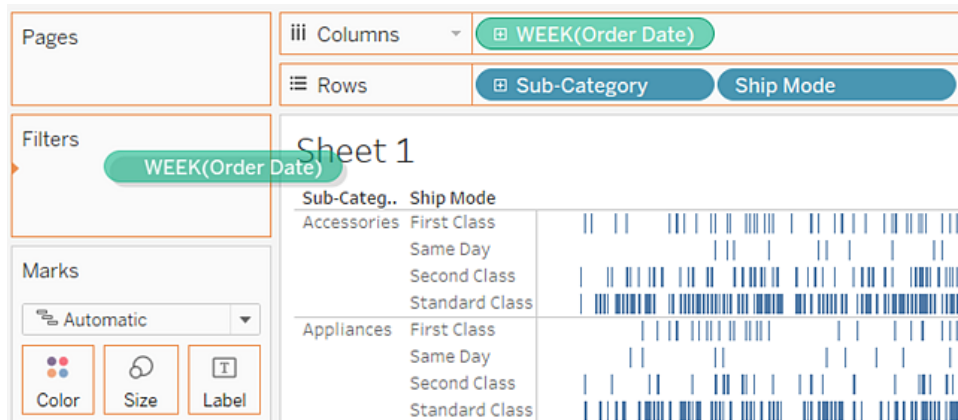 Pages
Columns
WEEK(Order Date)
Rows
Sub-Category
Ship Mode
Filters
WEEK(Order Date)
Sheet 1
Sub-Categ.. Ship Mode
Accessories First Class
Same Day
Second Class
Standard Class
Appliances First Class
Same Day
Second Class
Standard Class
Marks
Automatic
Color
Size
T
Label